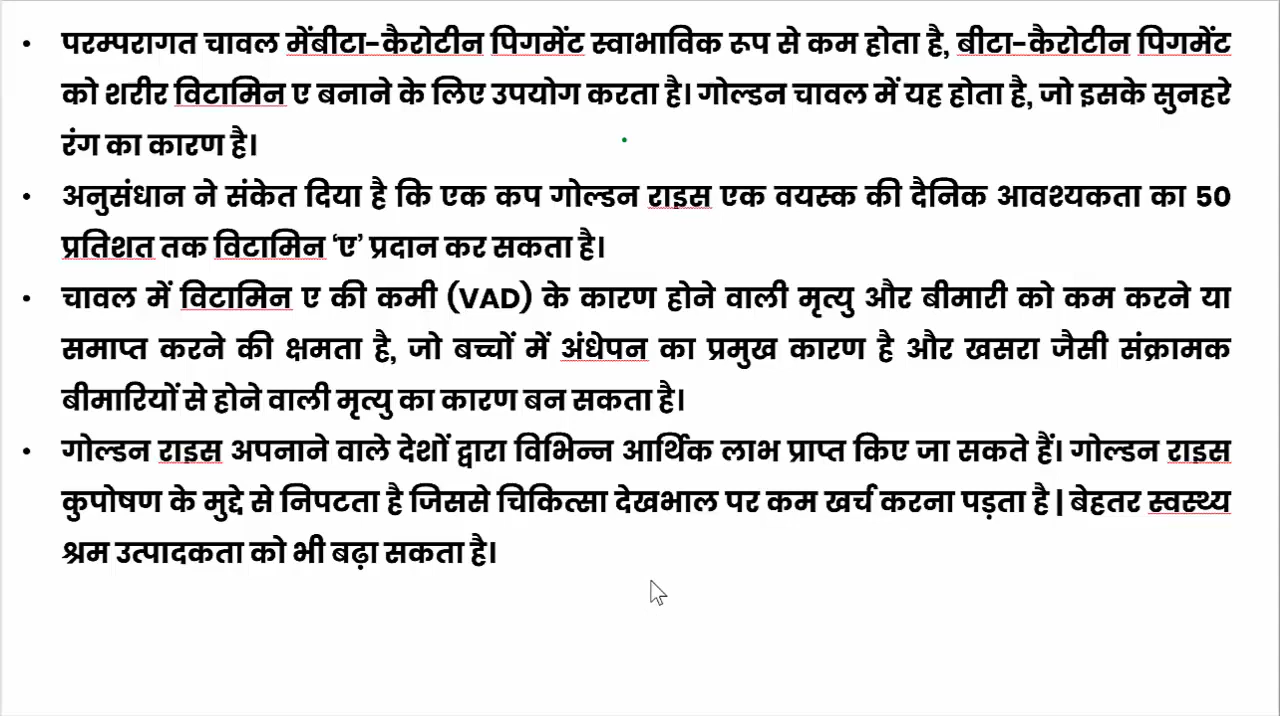 • परम्परागत चावल मेंबीटा-कैरोटीन पिगमेंट स्वाभाविक रूप से कम होता है, बीटा-कैरोटीन पिगमेंट
को शरीर विटामिन ए बनाने के लिए उपयोग करता है। गोल्डन चावल में यह होता है, जो इसके सुनहरे
रंग का कारण है।
• अनुसंधान ने संकेत दिया है कि एक कप गोल्डन राइस एक वयस्क की दैनिक आवश्यकता का 50
प्रतिशत तक विटामिन ‘ए’ प्रदान कर सकता है।
• चावल में विटामिन ए की कमी (VAD) के कारण होने वाली मृत्यु और बीमारी को कम करने या
समाप्त करने की क्षमता है, जो बच्चों में अंधेपन का प्रमुख कारण है और खसरा जैसी संक्रामक
बीमारियों से होने वाली मृत्यु का कारण बन सकता है।
• गोल्डन राइस अपनाने वाले देशों द्वारा विभिन्न आर्थिक लाभ प्राप्त किए जा सकते हैं। गोल्डन राइस
कुपोषण के मुद्दे से निपटता है जिससे चिकित्सा देखभाल पर कम खर्च करना पड़ता है | बेहतर स्वस्थ्य
श्रम उत्पादकता को भी बढ़ा सकता है।